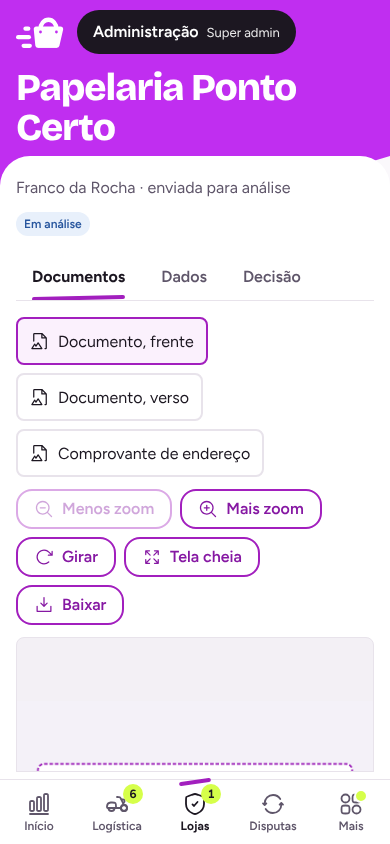 Administração Super admin
Papelaria Ponto
Certo
Franco da Rocha · enviada para análise
Em análise
Documentos Dados Decisão
Documento, frente
Documento, verso
Comprovante de endereço
Menos zoom Mais zoom
Girar Tela cheia
Baixar
6 1
Início Logística Lojas Disputas Mais